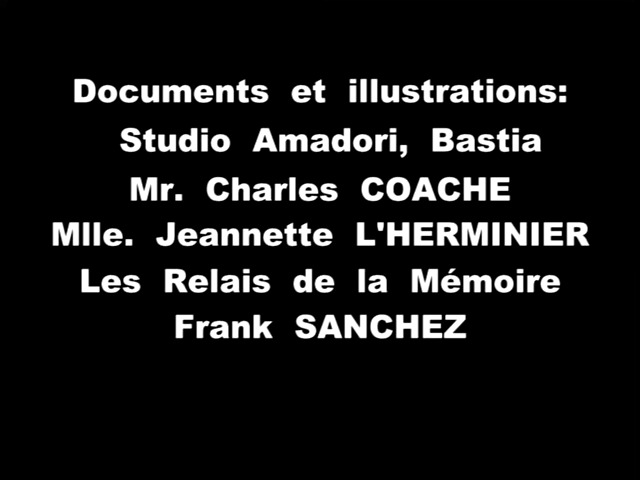 Documents et illustrations:
Studio Amadori, Bastia
Mr. Charles COACHE
Mlle. Jeannette L'HERMINIER
Les Relais de la Mémoire
Frank SANCHEZ